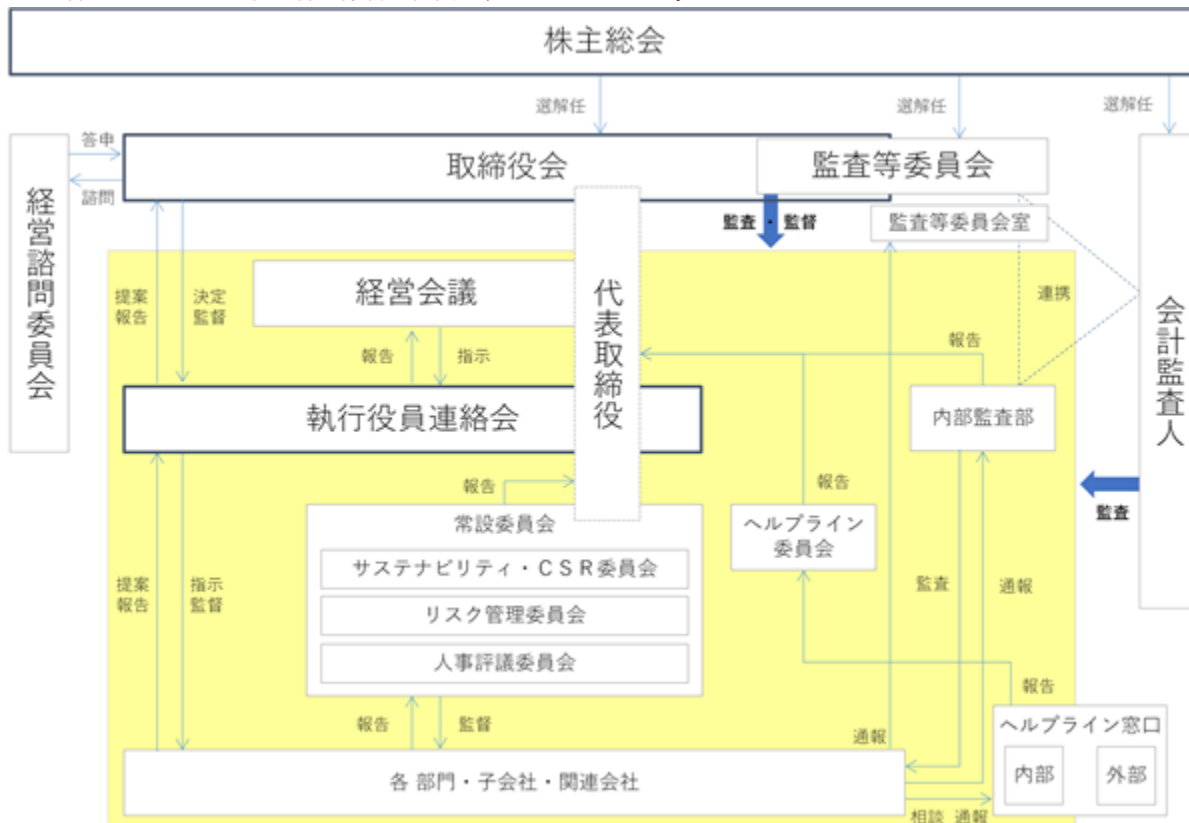 株主総会
選解任
選解任
選解任
答申
諮問
経営諮問委員会
取締役会
監査等委員会
監査・監督
監査等委員会室
代表取締役
経営会議
提案
報告
決定
監督
報告
指示
連携
会計監査人
報告
執行役員連絡会
内部監査部
報告
常設委員会
サステナビリティ・CSR委員会
リスク管理委員会
人事評議委員会
報告
ヘルプライン
委員会
監査
提案
報告
指示
監督
監査
通報
報告
監督
通報
報告
ヘルプライン窓口
内部
外部
各 部門・子会社・関連会社
相談 通報